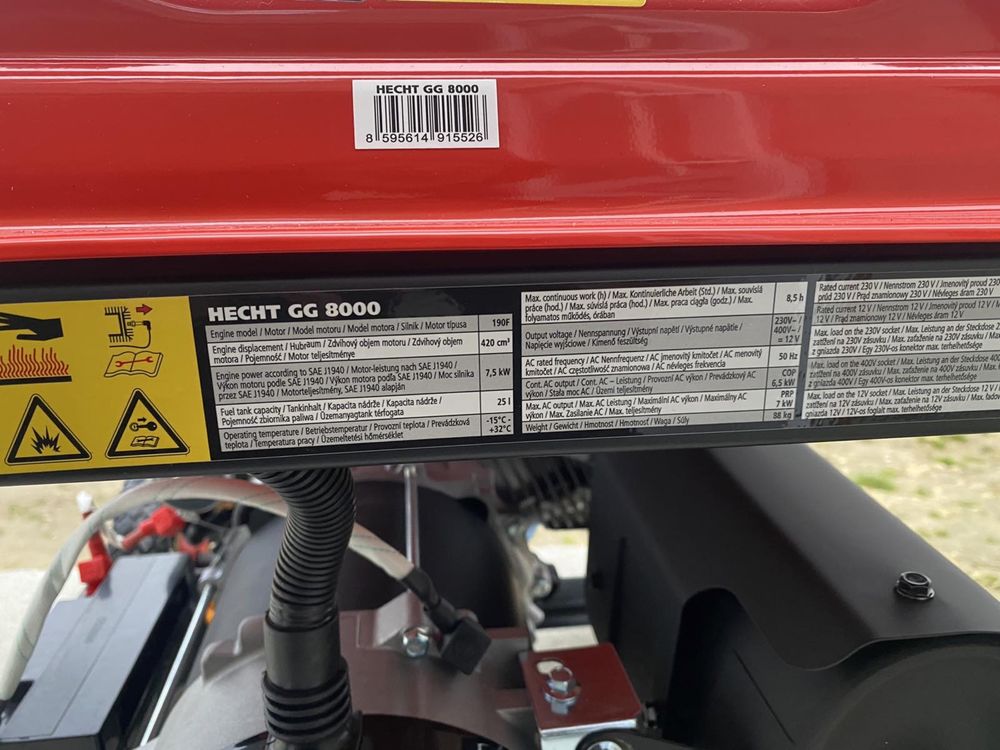 HECHT GG 8000
8 595614 915526
HECHT GG 8000
Engine model / Motor / Model motoru / Model motora / Silnik / Motor típusa
190F
Engine displacement / Hubraum / Zdvihový objem motoru / Zdvihový objem
motora / Pojemność / Motor teljesítménye
420 cm³
Engine power according to SAE J1940 / Motor-leistung nach SAE J1940 /
Výkon motoru podle SAE J1940 / Výkon motora podľa SAE J1940 / Moc silnika
przez SAE J1940 / Motorteljesítmény, SAE J1940 alapján
7,5 kW
Fuel tank capacity / Tankinhalt / Kapacita nádrže / Kapacita nádrže /
Pojemność zbiornika paliwa / Üzemanyagtank térfogata
25 l
Operating temperature / Betriebstemperatur / Provozní teplota / Prevádzková
teplota / Temperatura pracy / Üzemeltetési hőmérséklet
-15°C -
+32°C
Max. continuous work (h) / Max. Kontinuierliche Arbeit (Std.) / Max. souvislá
práce (hod.) / Max. súvislá práce (hod.) / Max. praca ciągła (godz.) / Max.
folyamatos működés, órában
8,5 h
Output voltage / Nennspannung / Výstupní napětí / Výstupné napätie /
Napięcie wyjściowe / Kimenő feszültség
230V~ /
400V~ /
= 12V
AC rated frequency / AC Nennfrequenz / AC jmenovitý kmitočet / AC menovitý
kmitočet / AC częstotliwość znamionowa / AC névleges frekvencia
50 Hz
Cont. AC output / Cont. AC – Leistung / Provozní AC výkon / Prevádzkový AC
výkon / Stała moc AC / Üzemi teljesítmény
COP
6,5 kW
Max. AC output / Max. AC Leistung / Maximální AC výkon / Maximálny AC
výkon / Max. Zasilanie AC / Max. teljesítmény
PRP
7 kW
Weight / Gewicht / Hmotnost / Hmotnosť / Waga / Súly
88 kg
Rated current 230 V / Nennstrom 230 V / Jmenovitý proud 230
prúd 230 V / Prąd znamionowy 230 V / Névleges áram 230 V
Rated current 12 V / Nennstrom 12 V / Jmenovitý proud 12 V
12 V / Prąd znamionowy 12 V / Névleges áram 12 V
Max. load on the 230V socket / Max. Leistung an der Steckdose
zatížení na 230V zásuvku / Max. zaťaženie na 230V zásuvku / Max.
z gniazda 230V / Egy 230V-os konektor max. terhelhetősége
Max. load on the 400V socket / Max. Leistung an der Steckdose 400
zatížení na 400V zásuvku / Max. zaťaženie na 400V zásuvku / Max.
z gniazda 400V / Egy 400V-os konektor max. terhelhetősége
Max. load on the 12V socket / Max. Leistung an der Steckdose 12V /
zatížení na 12V zásuvku / Max. zaťaženie na 12V zásuvku / Max.
gniazda 12V / 12V-os foglalt max. terhelhetősége